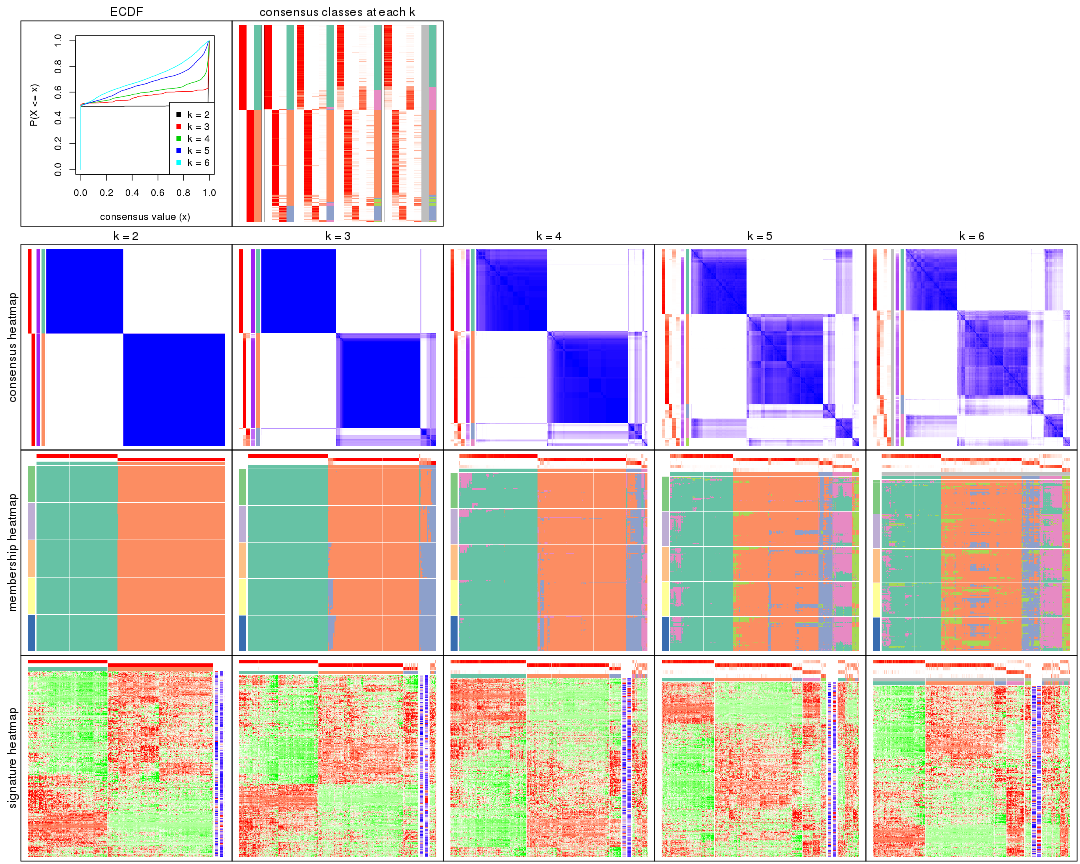 ECDF
consensus classes at each k
P(X <= x)
0.0 0.2 0.4 0.6 0.8 1.0
k = 2
k = 3
k = 4
k = 5
k = 6
0.0 0.2 0.4 0.6 0.8 1.0
consensus value (x)
k = 2
k = 3
k = 4
k = 5
k = 6
consensus heatmap
membership heatmap
signature heatmap